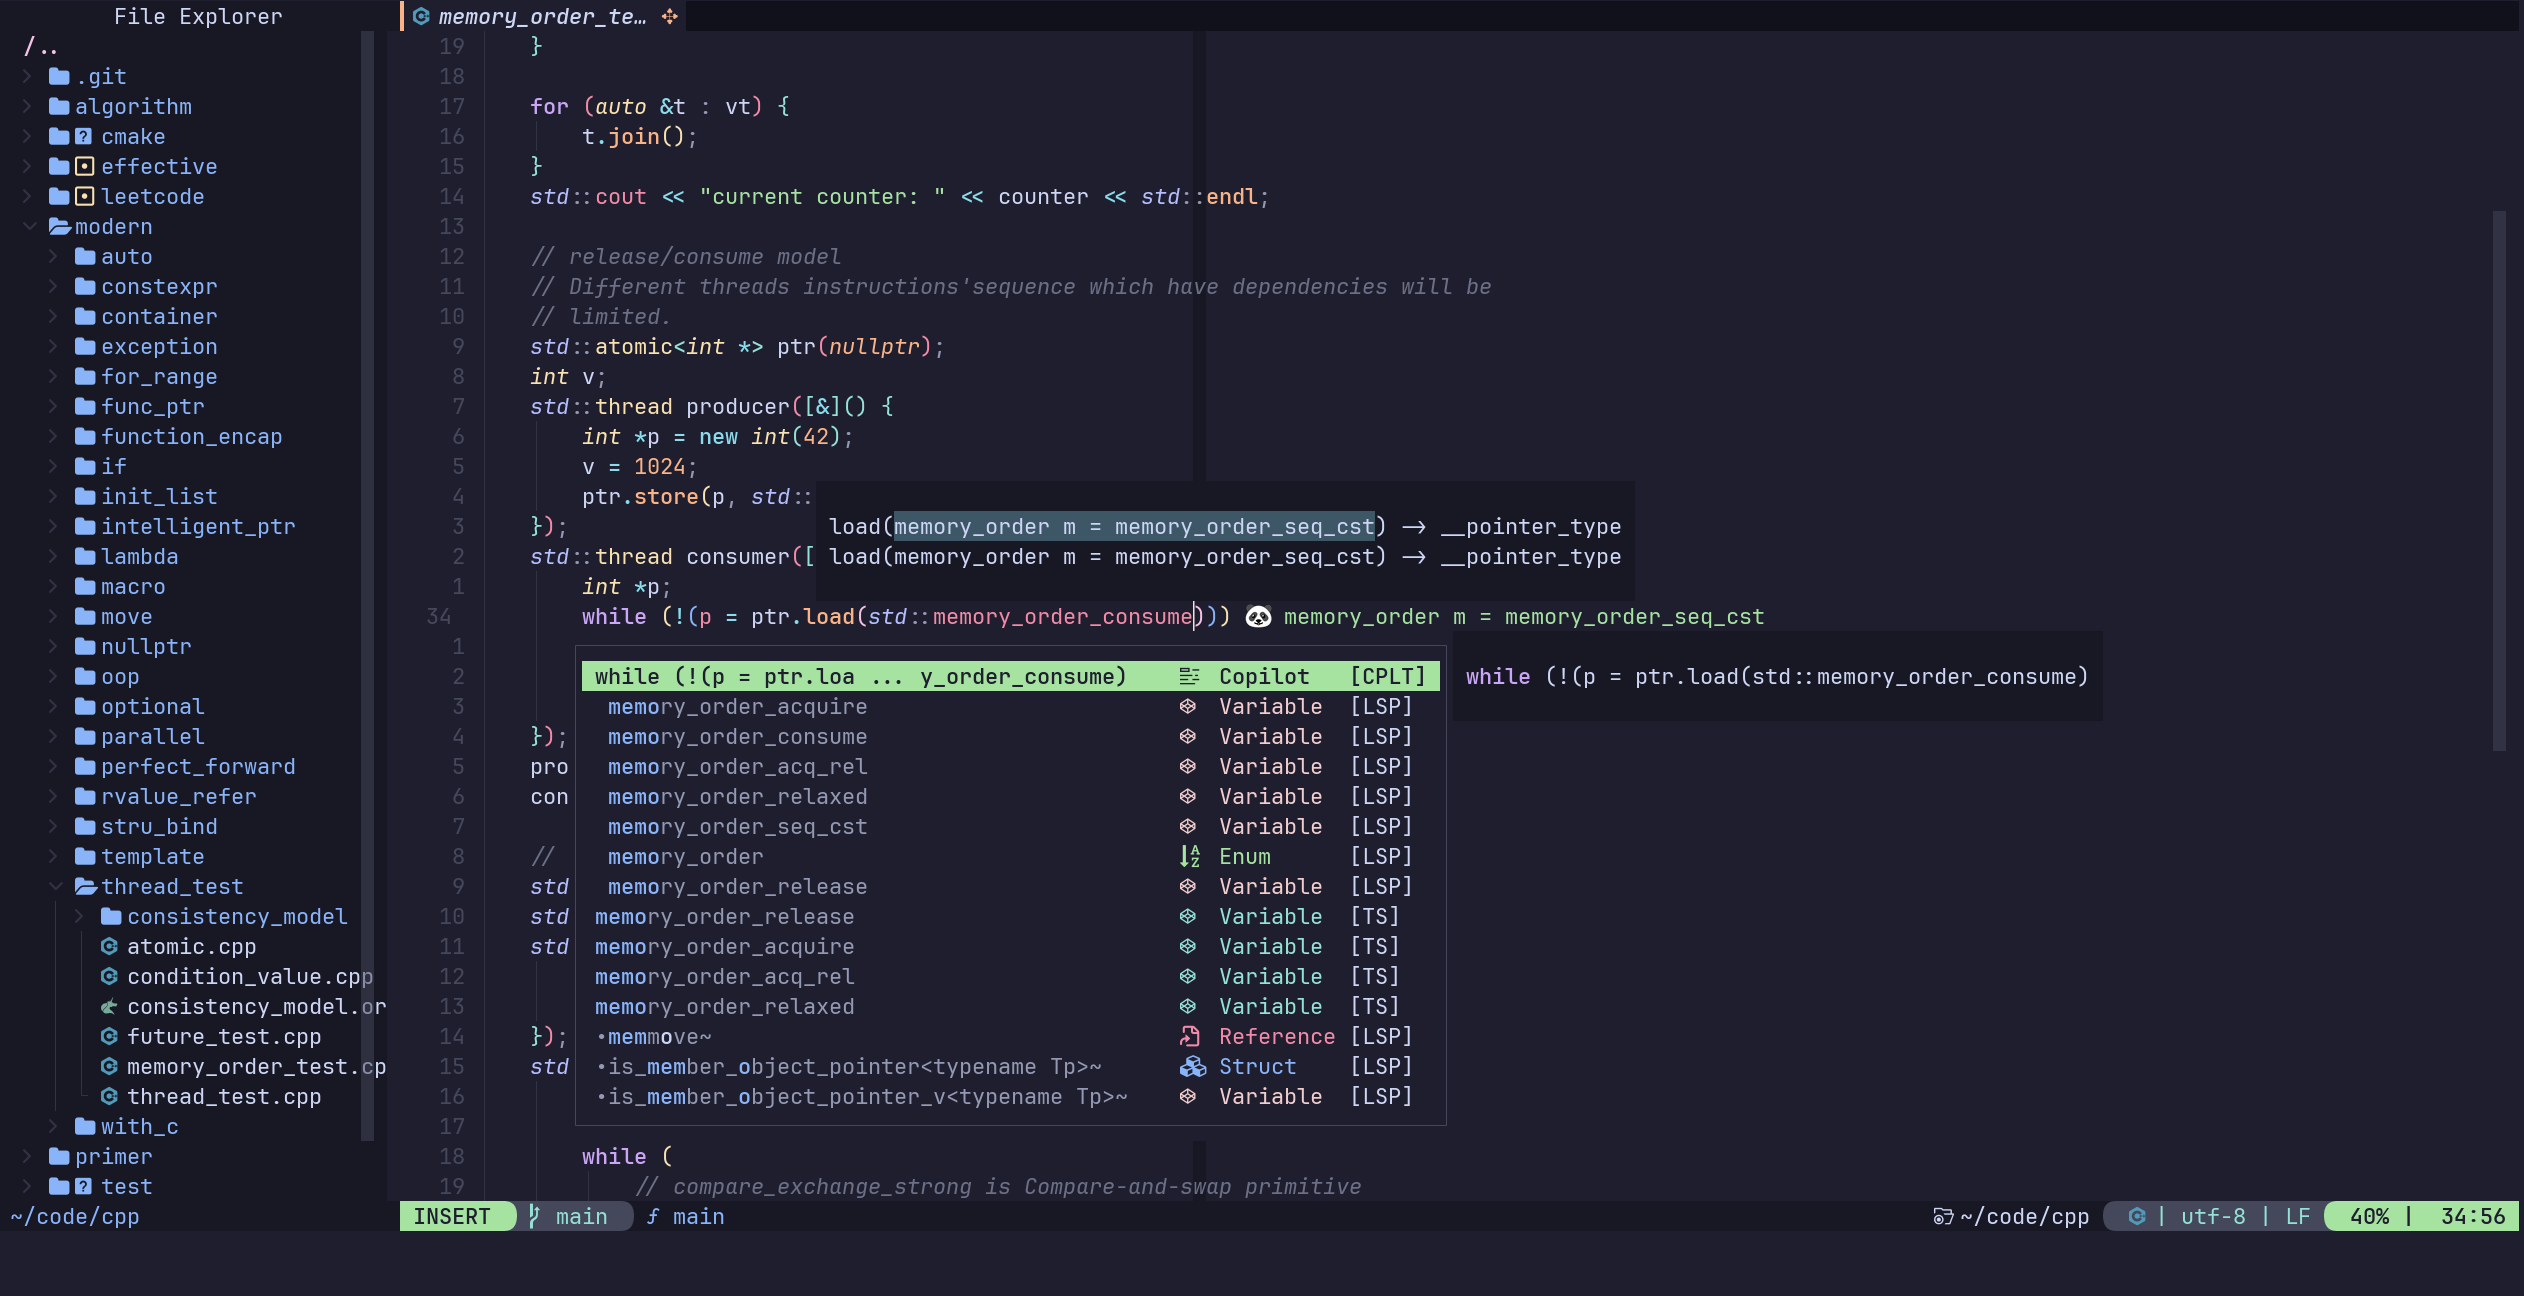 File Explorer
/..
.git
algorithm
cmake
effective
leetcode
modern
auto
constexpr
container
exception
for_range
func_ptr
function_encap
if
init_list
intelligent_ptr
lambda
macro
move
nullptr
oop
optional
parallel
perfect_forward
rvalue_refer
stru_bind
template
thread_test
consistency_model
atomic.cpp
condition_value.cpp
consistency_model.or
future_test.cpp
memory_order_test.cp
thread_test.cpp
with_c
primer
test
~/code/cpp
memory_order_te…
19 }
18
17 for (auto &t : vt) {
16 t.join();
15 }
14 std::cout << "current counter: " << counter << std::endl;
13
12 // release/consume model
11 // Different threads instructions'sequence which have dependencies will be
10 // limited.
9 std::atomic<int *> ptr(nullptr);
8 int v;
7 std::thread producer([&]() {
6 int *p = new int(42);
5 v = 1024;
4 ptr.store(p, std::
3 });
2 std::thread consumer([
1 int *p;
load(memory_order m = memory_order_seq_cst) -> __pointer_type
load(memory_order m = memory_order_seq_cst) -> __pointer_type
34 while (!(p = ptr.load(std::memory_order_consume))) 🐼 memory_order m = memory_order_seq_cst
1
2
3
4 });
5 pro
6 con
7
8 //
9 std
10 std
11 std
12
13
14 });
15 std
16
17
18 while (
19 // compare_exchange_strong is Compare-and-swap primitive
while (!(p = ptr.loa ... y_order_consume) Copilot [CPLT]
memory_order_acquire Variable [LSP]
memory_order_consume Variable [LSP]
memory_order_acq_rel Variable [LSP]
memory_order_relaxed Variable [LSP]
memory_order_seq_cst Variable [LSP]
memory_order Enum [LSP]
memory_order_release Variable [LSP]
memory_order_release Variable [TS]
memory_order_acquire Variable [TS]
memory_order_acq_rel Variable [TS]
memory_order_relaxed Variable [TS]
•memmove~ Reference [LSP]
•is_member_object_pointer<typename Tp>~ Struct [LSP]
•is_member_object_pointer_v<typename Tp>~ Variable [LSP]
while (!(p = ptr.load(std::memory_order_consume)
INSERT main f main ~/code/cpp | utf-8 | LF 40% | 34:56